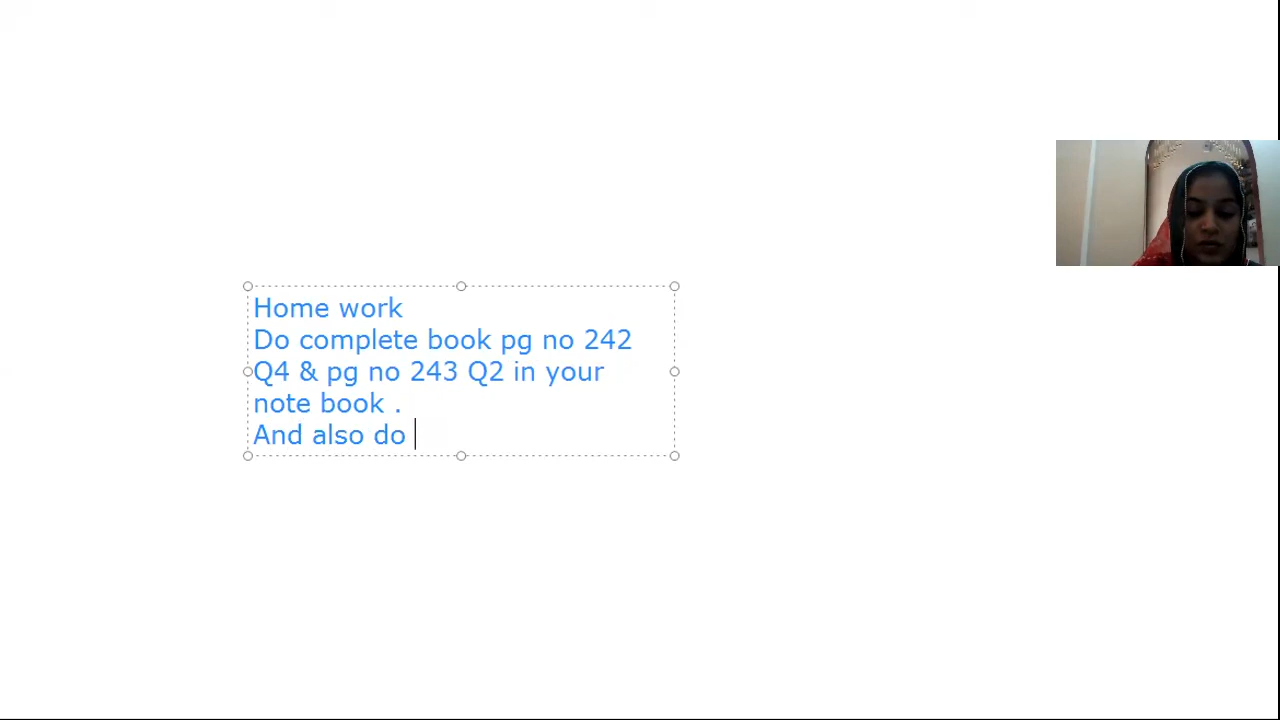 Home work
Do complete book pg no 242
Q4 & pg no 243 Q2 in your
note book .
And also do